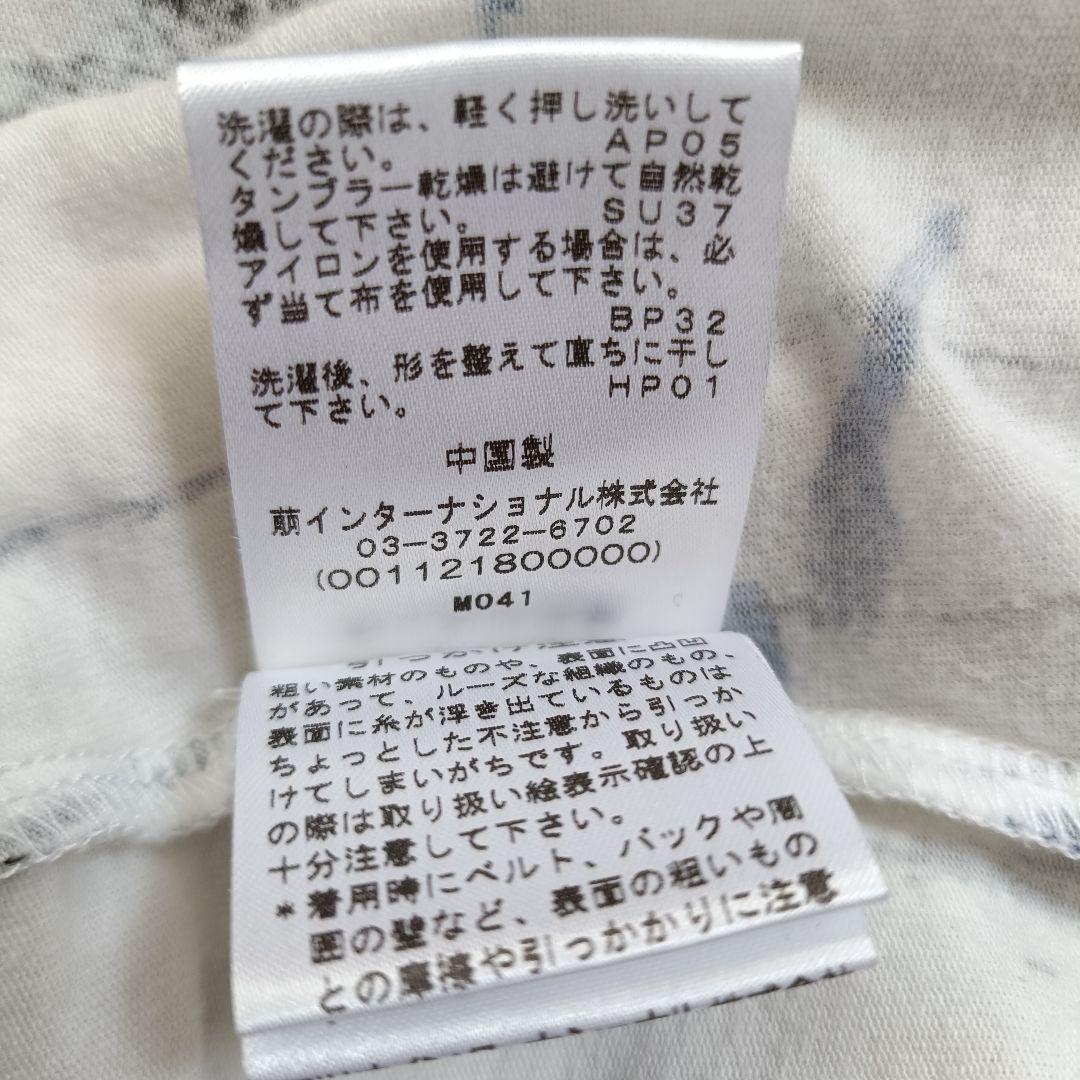 洗濯の際は、軽く押し洗いして
くださ​い。 AP05
タンブラー乾燥は避けて自然乾
燥して下さい。 SU37
アイロンを使用する場合は、必
ず当て布を使用して下さい。
BP32
洗濯後、形を整えて直ちに干し
て下さい。 HP01
中国製
萠インターナショナル株式会社
03-3722-6702
(001121800000)
M041
粗い素材のものや、表面に凸凹
があって、ルーズな組織のもの、
表面に糸が浮き出ているものは
ちょっとした不注意から引っか
けてしまいがちです。取り扱い
の際は取り扱い絵表示確認の上
十分注意して下さい。
*着用時にベルト、バックや周
囲の壁など、表面の粗いもの
との摩擦や引っかかりに注意